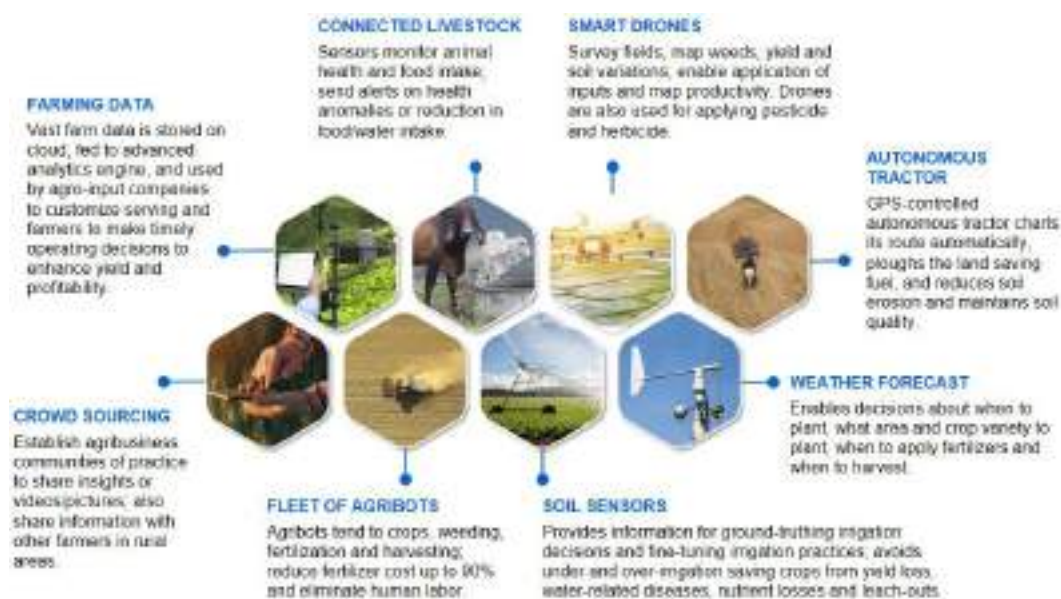 CONNECTED LIVESTOCK
Sensors monitor animal
health and food intake;
send alerts on health
anomalies or reduction in
food/water intake.
SMART DRONES
Survey fields, map weeds, yield and
soil variations, enable application of
inputs and map productivity. Drones
are also used for applying pesticide
and herbicide.
FARMING DATA
Vast farm data is stored on
cloud, fed to advanced
analytics engine, and used
by agro-input companies
to customize serving and
farmers to make timely
operating decisions to
enhance yield and
profitability.
AUTONOMOUS
TRACTOR
GPS-controlled
autonomous tractor charts
its route automatically,
ploughs the land saving
fuel, and reduces soil
erosion and maintains soil
quality.
CROWD SOURCING
Establish agribusiness
communities of practice
to share insights or
videos/pictures; also
share information with
other farmers in rural
areas.
WEATHER FORECAST
Enables decisions about when to
plant, what area and crop variety to
plant, when to apply fertilizers and
when to harvest.
FLEET OF AGRIBOTS
Agribots tend to crops, weeding,
fertilization and harvesting;
reduce fertilizer cost up to 90%
and eliminate human labor.
SOIL SENSORS
Provides information for ground-truthing irrigation
decisions and fine-tuning irrigation practices, avoids
under and over-irrigation saving crops from yield loss,
water-related diseases, nutrient losses and leach-outs.